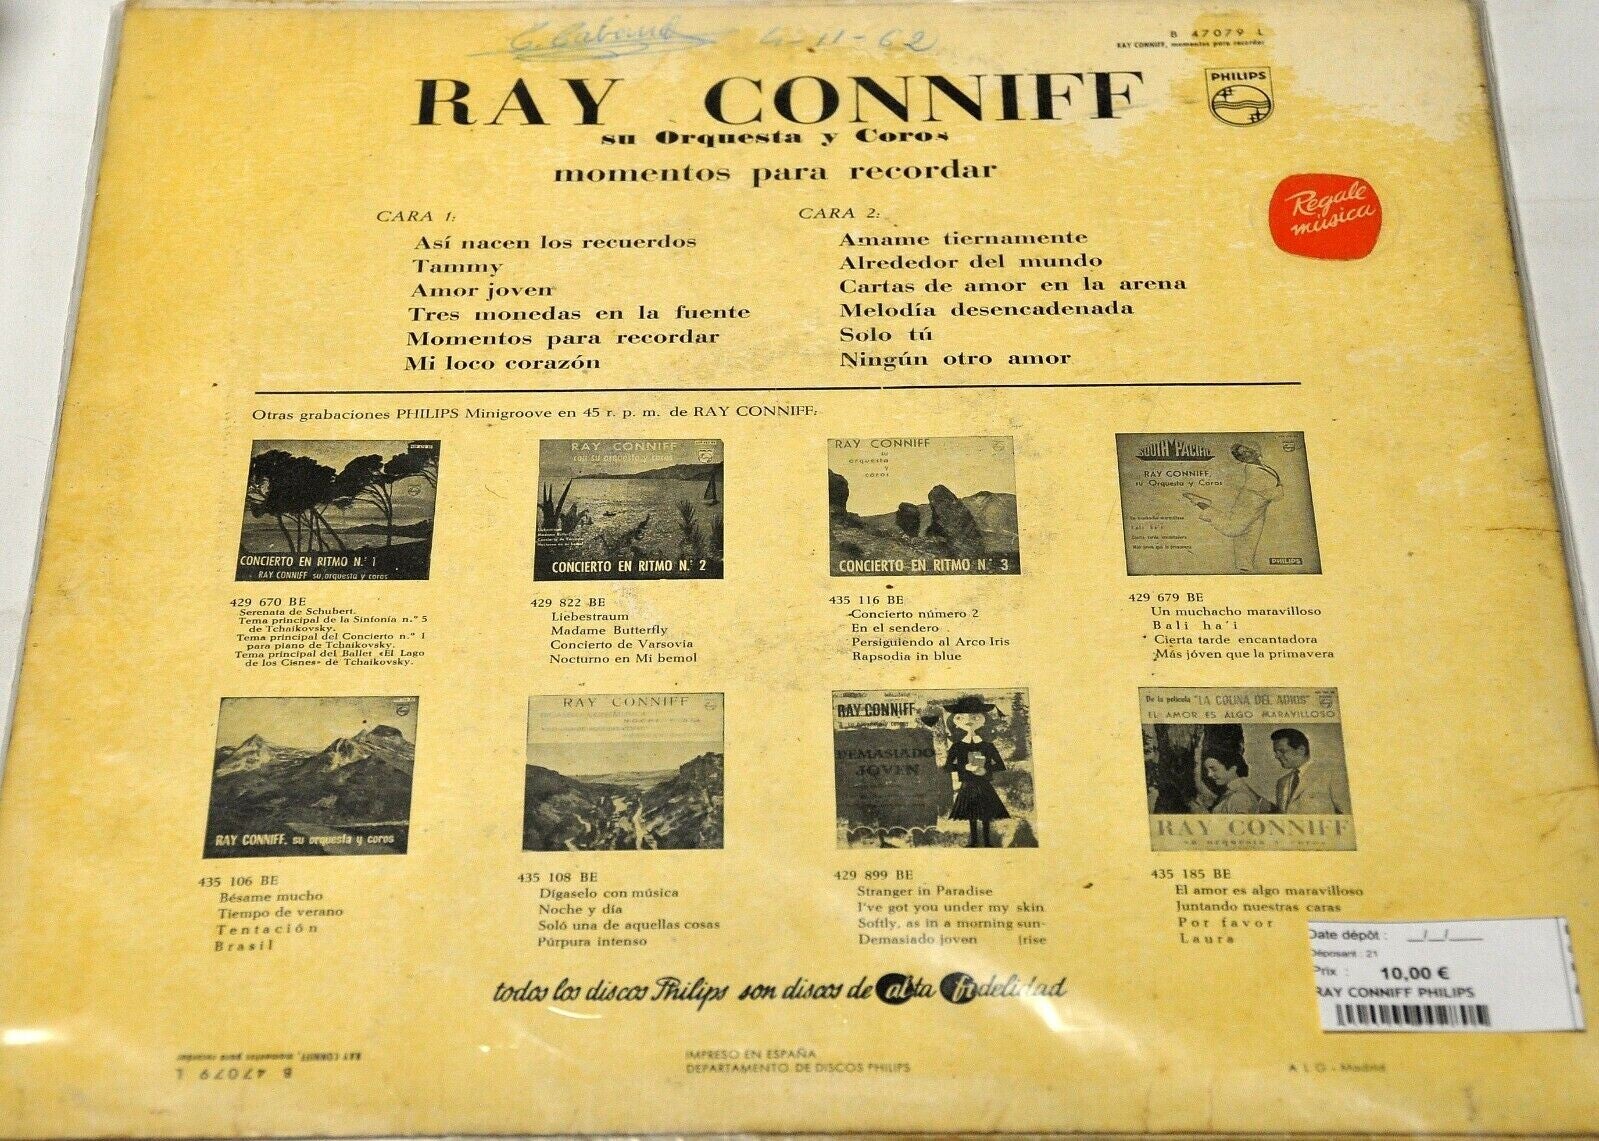 4-11-62
B 47079 L
RAY CONNIFF, momentos para recordar
RAY CONNIFF
PHILIPS
su Orquesta y Coros
momentos para recordar
Regale
música
CARA 1:
Así nacen los recuerdos
Tammy
Amor joven
Tres monedas en la fuente
Momentos para recordar
Mi loco corazón
CARA 2:
Amame tiernamente
Alrededor del mundo
Cartas de amor en la arena
Melodía desencadenada
Solo tú
Ningún otro amor
Otras grabaciones PHILIPS Minigroove en 45 r. p. m. de RAY CONNIFF:
CONCIERTO EN RITMO N.º 1
RAY CONNIFF su orquesta y coros
429 670 BE
Serenata de Schubert.
Tema principal de la Sinfonía n.º 5
de Tchaikovsky.
Tema principal del Concierto n.º 1
para piano de Tchaikovsky.
Tema principal del Ballet «El Lago
de los Cisnes» de Tchaikovsky.
RAY CONNIFF
con su orquesta y coros
CONCIERTO EN RITMO N.º 2
429 822 BE
Liebestraum
Madame Butterfly
Concierto de Varsovia
Nocturno en Mi bemol
RAY CONNIFF
su
orquesta
y
coros
CONCIERTO EN RITMO N.º 3
435 116 BE
Concierto número 2
En el sendero
Persiguiendo al Arco Iris
Rapsodia in blue
SOUTH PACIFIC
RAY CONNIFF,
su Orquesta y Coros
PHILIPS
429 679 BE
Un muchacho maravilloso
Bali ha'i
Cierta tarde encantadora
Más jóven que la primavera
RAY CONNIFF, su orquesta y coros
435 106 BE
Bésame mucho
Tiempo de verano
Tentación
Brasil
RAY CONNIFF
435 108 BE
Dígaselo con música
Noche y día
Soló una de aquellas cosas
Púrpura intenso
RAY CONNIFF
DEMASIADO
JOVEN
429 899 BE
Stranger in Paradise
I've got you under my skin
Softly, as in a morning sun-
Demasiado joven (rise
De la película "LA COLINA DEL ADIOS"
EL AMOR ES ALGO MARAVILLOSO
RAY CONNIFF
su orquesta y coros
435 185 BE
El amor es algo maravilloso
Juntando nuestras caras
Por favor
Laura
Date dépôt : __/__/____
Déposant : 21
Prix : 10,00 €
RAY CONNIFF PHILIPS
todos los discos Philips son discos de alta fidelidad
RAY CONNIFF, momentos para recordar
B 47079 L
IMPRESO EN ESPAÑA
DEPARTAMENTO DE DISCOS PHILIPS
A L G - Madrid